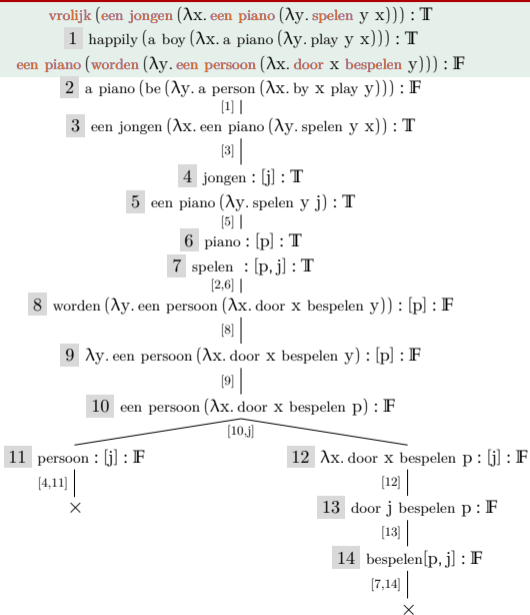 vrolijk (een jongen (λx. een piano (λy. spelen y x))) : 𝕋
1 happily (a boy (λx. a piano (λy. play y x))) : 𝕋
een piano (worden (λy. een persoon (λx. door x bespelen y))) : 𝔽
2 a piano (be (λy. a person (λx. by x play y))) : 𝔽
[1]
3 een jongen (λx. een piano (λy. spelen y x)) : 𝕋
[3]
4 jongen : [j] : 𝕋
5 een piano (λy. spelen y j) : 𝕋
[5]
6 piano : [p] : 𝕋
7 spelen : [p, j] : 𝕋
[2,6]
8 worden (λy. een persoon (λx. door x bespelen y)) : [p] : 𝔽
[8]
9 λy. een persoon (λx. door x bespelen y) : [p] : 𝔽
[9]
10 een persoon (λx. door x bespelen p) : 𝔽
[10,j]
11 persoon : [j] : 𝔽
12 λx. door x bespelen p : [j] : 𝔽
[4,11]
×
[12]
13 door j bespelen p : 𝔽
[13]
14 bespelen[p, j] : 𝔽
[7,14]
×